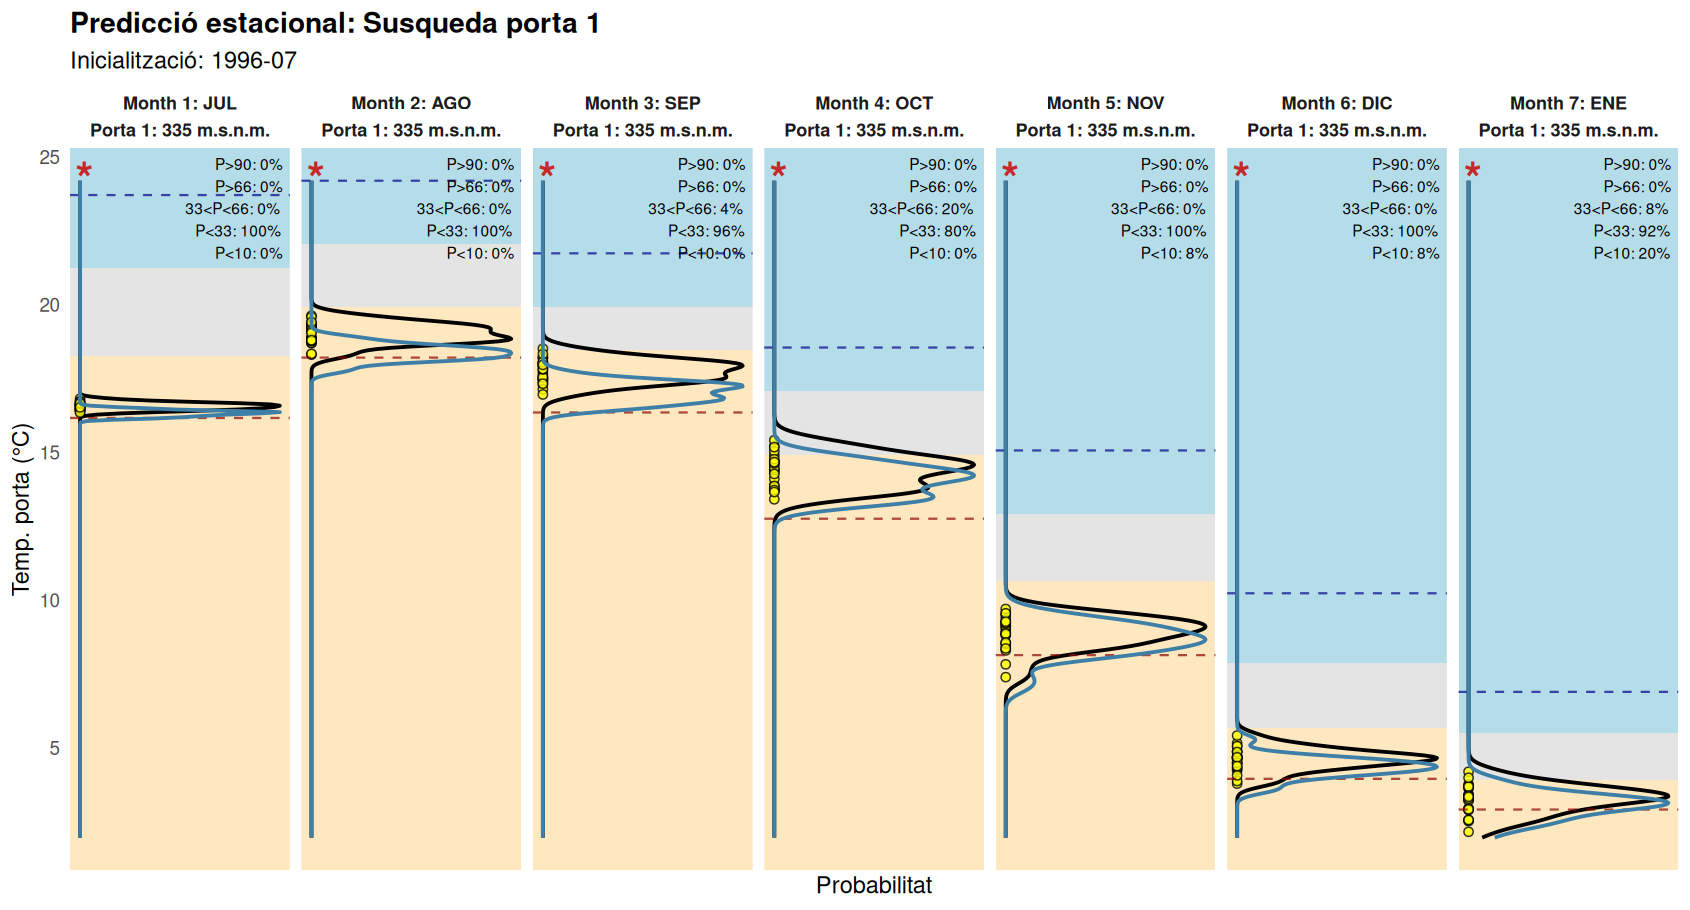 Predicció estacional: Susqueda porta 1
Inicialització: 1996-07
Month 1: JUL
Porta 1: 335 m.s.n.m.
Month 2: AGO
Porta 1: 335 m.s.n.m.
Month 3: SEP
Porta 1: 335 m.s.n.m.
Month 4: OCT
Porta 1: 335 m.s.n.m.
Month 5: NOV
Porta 1: 335 m.s.n.m.
Month 6: DIC
Porta 1: 335 m.s.n.m.
Month 7: ENE
Porta 1: 335 m.s.n.m.
Temp. porta (°C)
25
20
15
10
5
*
P>90: 0%
P>66: 0%
33<P<66: 0%
P<33: 100%
P<10: 0%
*
P>90: 0%
P>66: 0%
33<P<66: 0%
P<33: 100%
P<10: 0%
*
P>90: 0%
P>66: 0%
33<P<66: 4%
P<33: 96%
P<10: 0%
*
P>90: 0%
P>66: 0%
33<P<66: 20%
P<33: 80%
P<10: 0%
*
P>90: 0%
P>66: 0%
33<P<66: 0%
P<33: 100%
P<10: 8%
*
P>90: 0%
P>66: 0%
33<P<66: 0%
P<33: 100%
P<10: 8%
*
P>90: 0%
P>66: 0%
33<P<66: 8%
P<33: 92%
P<10: 20%
Probabilitat